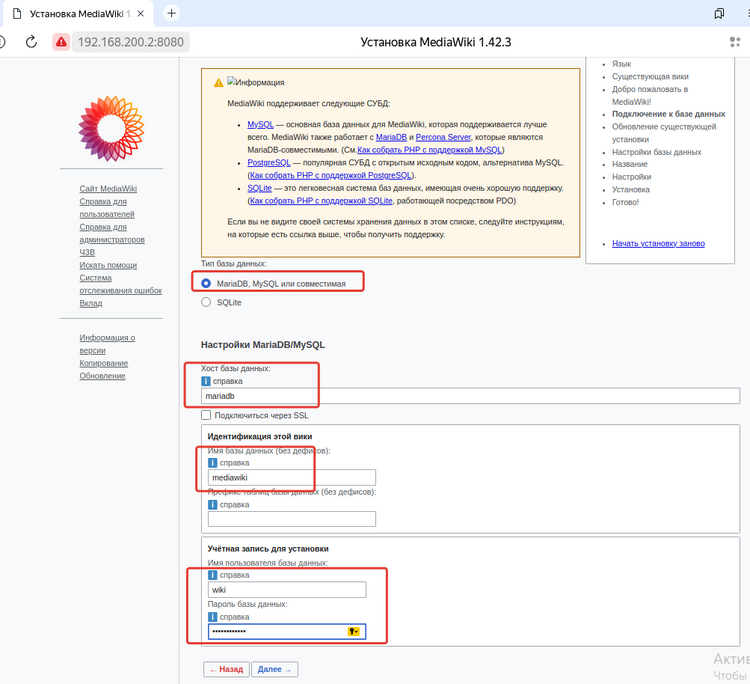 Установка MediaWiki 1.
192.168.200.2:8080
Установка MediaWiki 1.42.3
Сайт MediaWiki
Справка для
пользователей
Справка для
администраторов
ЧЗВ
Искать помощи
Система
отслеживания ошибок
Вклад
Информация о
версии
Копирование
Обновление
Информация
MediaWiki поддерживает следующие СУБД:
• MySQL — основная база данных для MediaWiki, которая поддерживается лучше
всего. MediaWiki также работает с MariaDB и Percona Server, которые являются
MariaDB-совместимыми. (См.Как собрать PHP с поддержкой MySQL)
• PostgreSQL — популярная СУБД с открытым исходным кодом, альтернатива MySQL.
(Как собрать PHP с поддержкой PostgreSQL).
• SQLite — это легковесная система баз данных, имеющая очень хорошую поддержку.
(Как собрать PHP с поддержкой SQLite, работающей посредством PDO)
Если вы не видите своей системы хранения данных в этом списке, следуйте инструкциям,
на которые есть ссылка выше, чтобы получить поддержку.
Тип базы данных:
MariaDB, MySQL или совместимая
SQLite
Настройки MariaDB/MySQL
Хост базы данных:
справка
mariadb
Подключиться через SSL
Идентификация этой вики
Имя базы данных (без дефисов):
справка
mediawiki
Префикс таблиц базы данных (без дефисов):
справка
Учётная запись для установки
Имя пользователя базы данных:
справка
wiki
Пароль базы данных:
справка
••••••••••••
← Назад
Далее →
• Язык
• Существующая вики
• Добро пожаловать в
MediaWiki!
• Подключение к базе данных
• Обновление существующей
установки
• Настройки базы данных
• Название
• Настройки
• Установка
• Готово!
• Начать установку заново
Актив
Чтобы